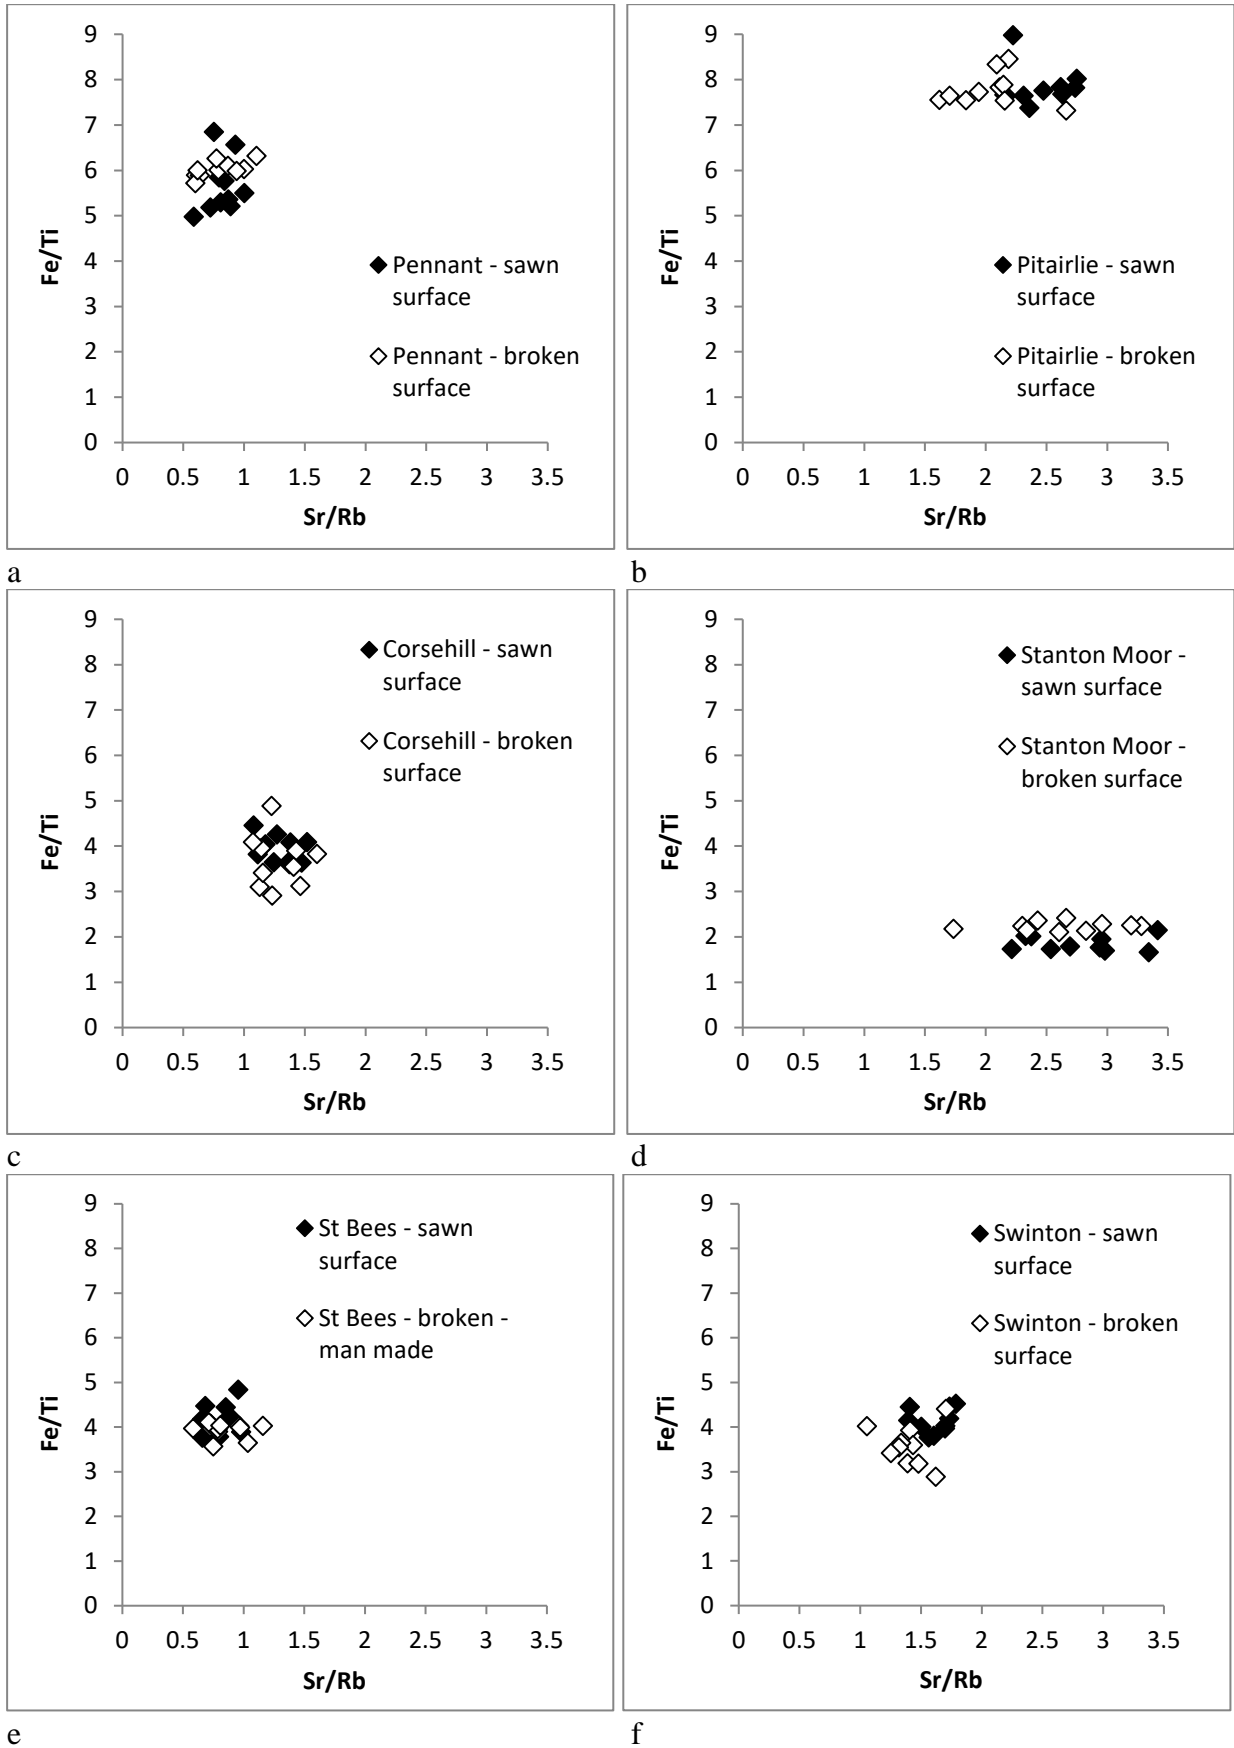 9
8
7
6
5
4
3
2
1
0
Fe/Ti
Pennant - sawn
surface
Pennant - broken
surface
0 0.5 1 1.5 2 2.5 3 3.5
Sr/Rb
a
9
8
7
6
5
4
3
2
1
0
Fe/Ti
Pitairlie - sawn
surface
Pitairlie - broken
surface
0 0.5 1 1.5 2 2.5 3 3.5
Sr/Rb
b
9
8
7
6
5
4
3
2
1
0
Fe/Ti
Corsehill - sawn
surface
Corsehill - broken
surface
0 0.5 1 1.5 2 2.5 3 3.5
Sr/Rb
c
9
8
7
6
5
4
3
2
1
0
Fe/Ti
Stanton Moor -
sawn surface
Stanton Moor -
broken surface
0 0.5 1 1.5 2 2.5 3 3.5
Sr/Rb
d
9
8
7
6
5
4
3
2
1
0
Fe/Ti
St Bees - sawn
surface
St Bees - broken -
man made
0 0.5 1 1.5 2 2.5 3 3.5
Sr/Rb
e
9
8
7
6
5
4
3
2
1
0
Fe/Ti
Swinton - sawn
surface
Swinton - broken
surface
0 0.5 1 1.5 2 2.5 3 3.5
Sr/Rb
f